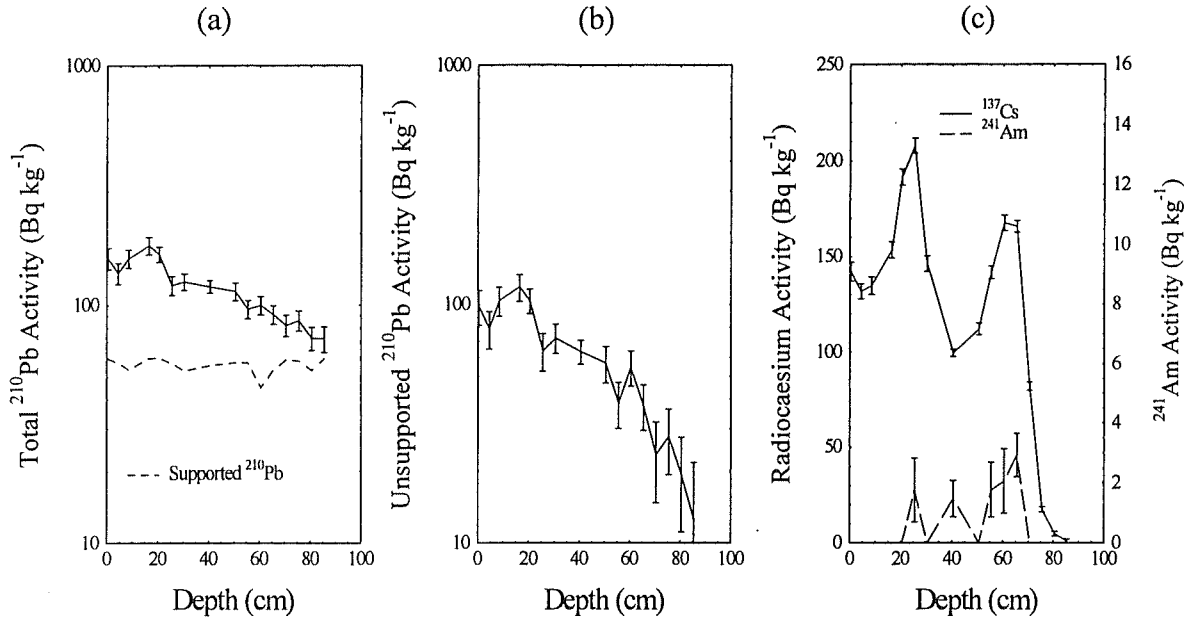 (a)
Total ²¹⁰Pb Activity (Bq kg⁻¹)
1000
100
10
Supported ²¹⁰Pb
0 20 40 60 80 100
Depth (cm)
(b)
Unsupported ²¹⁰Pb Activity (Bq kg⁻¹)
1000
100
10
0 20 40 60 80 100
Depth (cm)
(c)
Radiocaesium Activity (Bq kg⁻¹)
250
200
150
100
50
0
¹³⁷Cs
²⁴¹Am
16
14
12
10
8
6
4
2
0
²⁴¹Am Activity (Bq kg⁻¹)
0 20 40 60 80 100
Depth (cm)